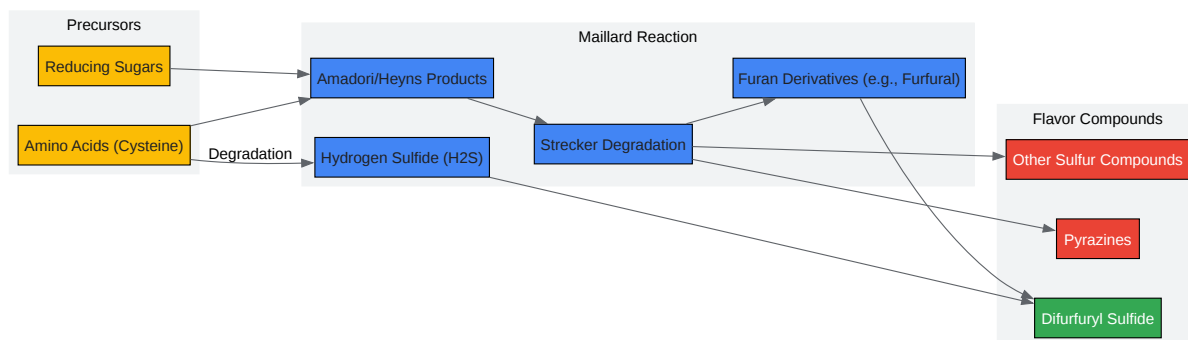 Precursors
Reducing Sugars
Amino Acids (Cysteine)
Degradation
Maillard Reaction
Amadori/Heyns Products
Hydrogen Sulfide (H2S)
Strecker Degradation
Furan Derivatives (e.g., Furfural)
Flavor Compounds
Other Sulfur Compounds
Pyrazines
Difurfuryl Sulfide